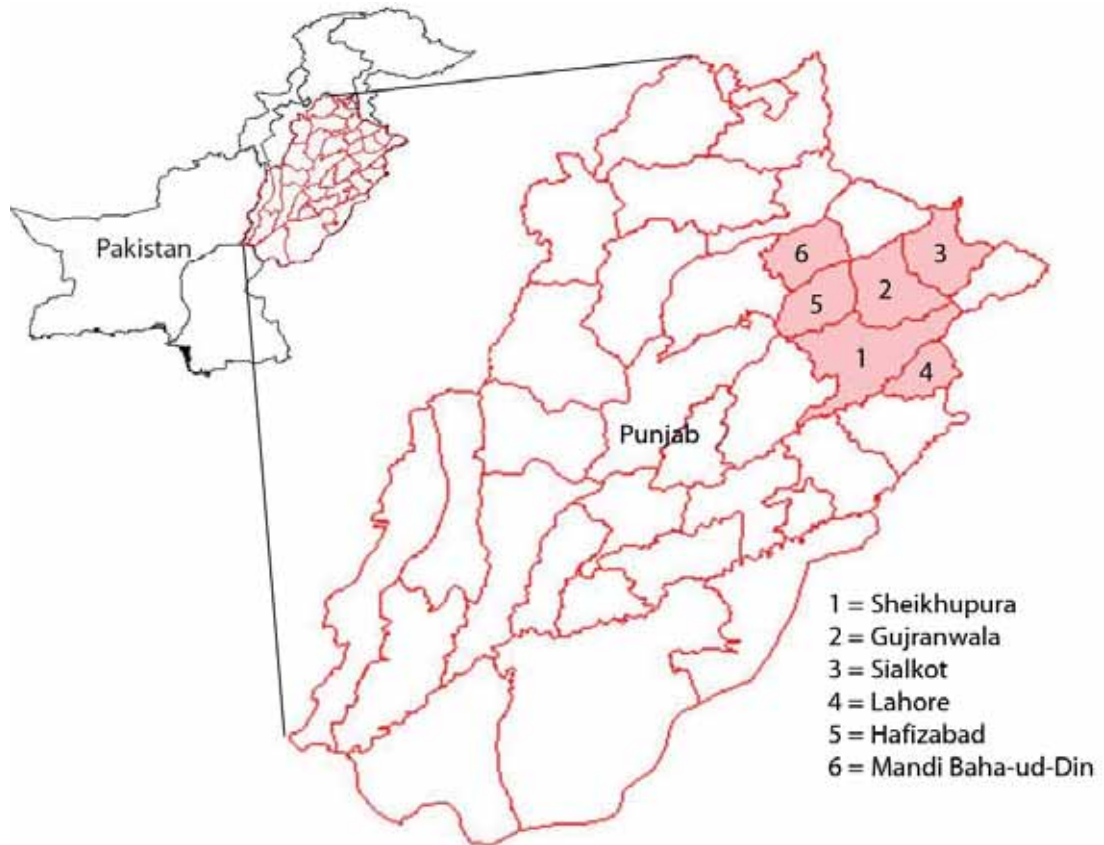 Pakistan
6
3
2
5
1
4
Punjab
1 = Sheikhupura
2 = Gujranwala
3 = Sialkot
4 = Lahore
5 = Hafizabad
6 = Mandi Baha-ud-Din